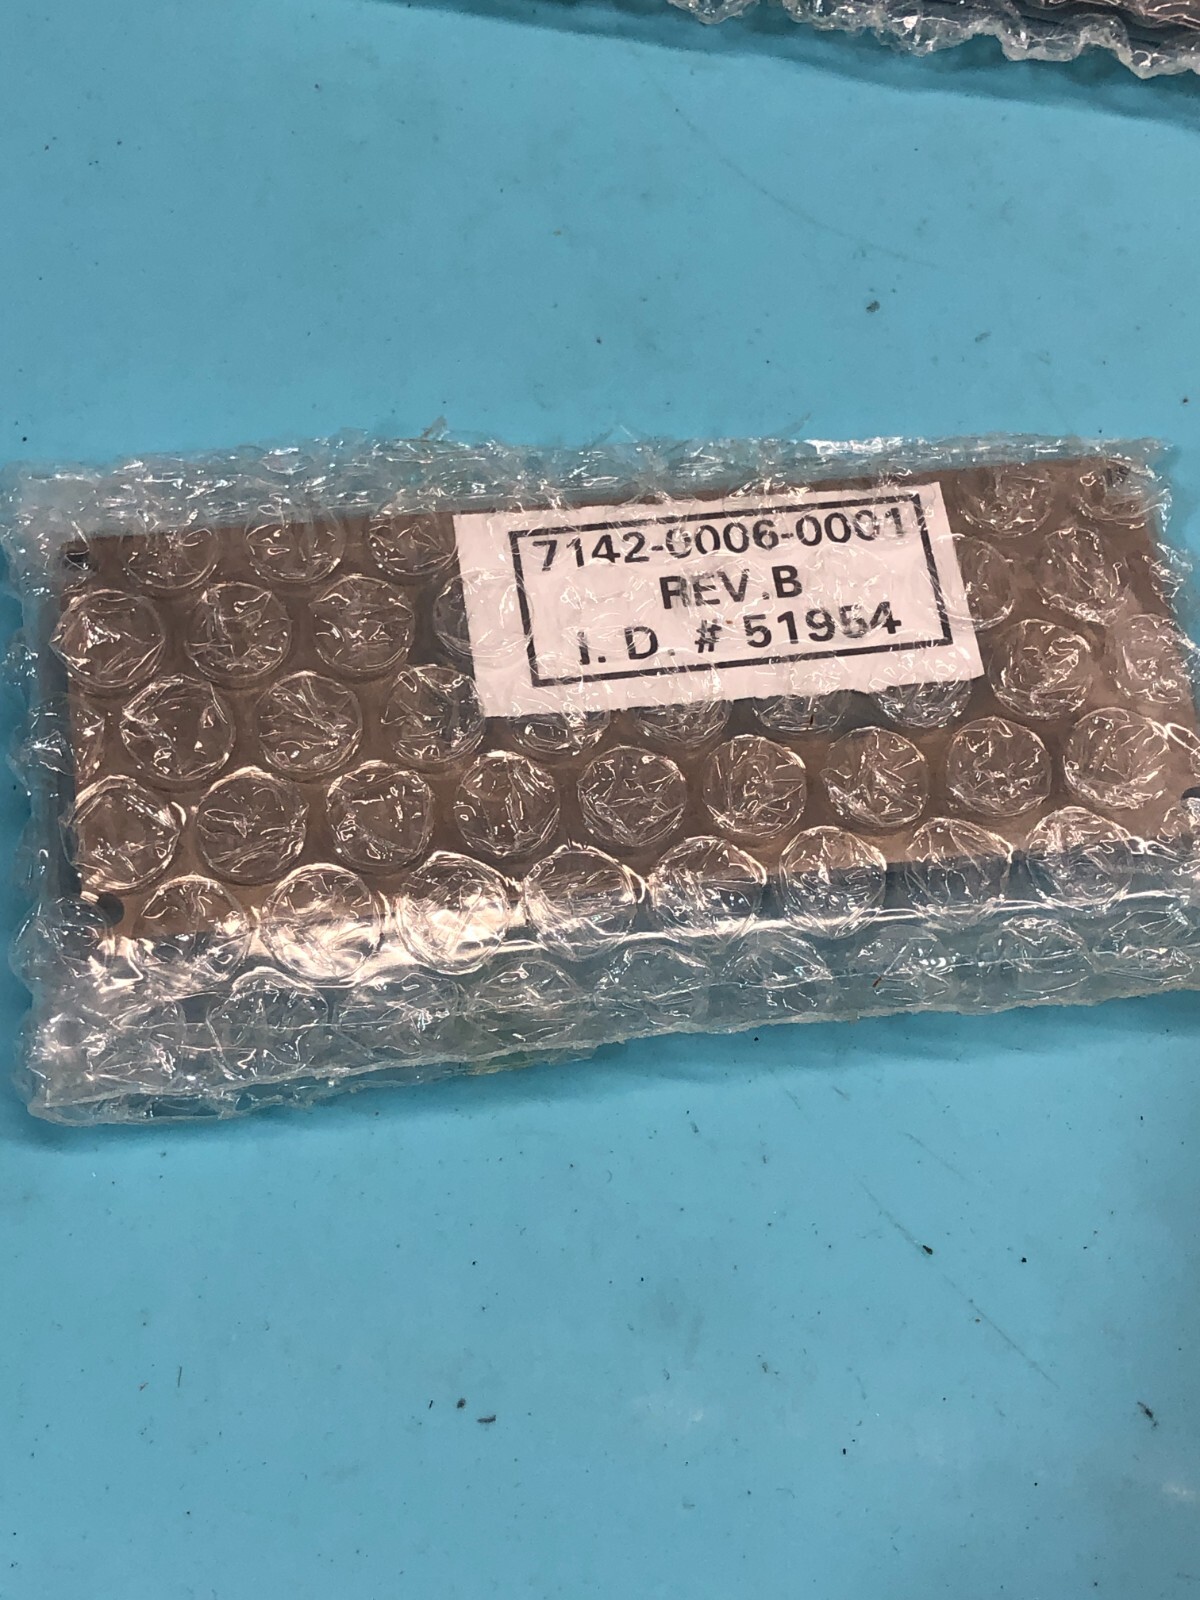 7142-0006-0001
REV.B
I. D. # 51954